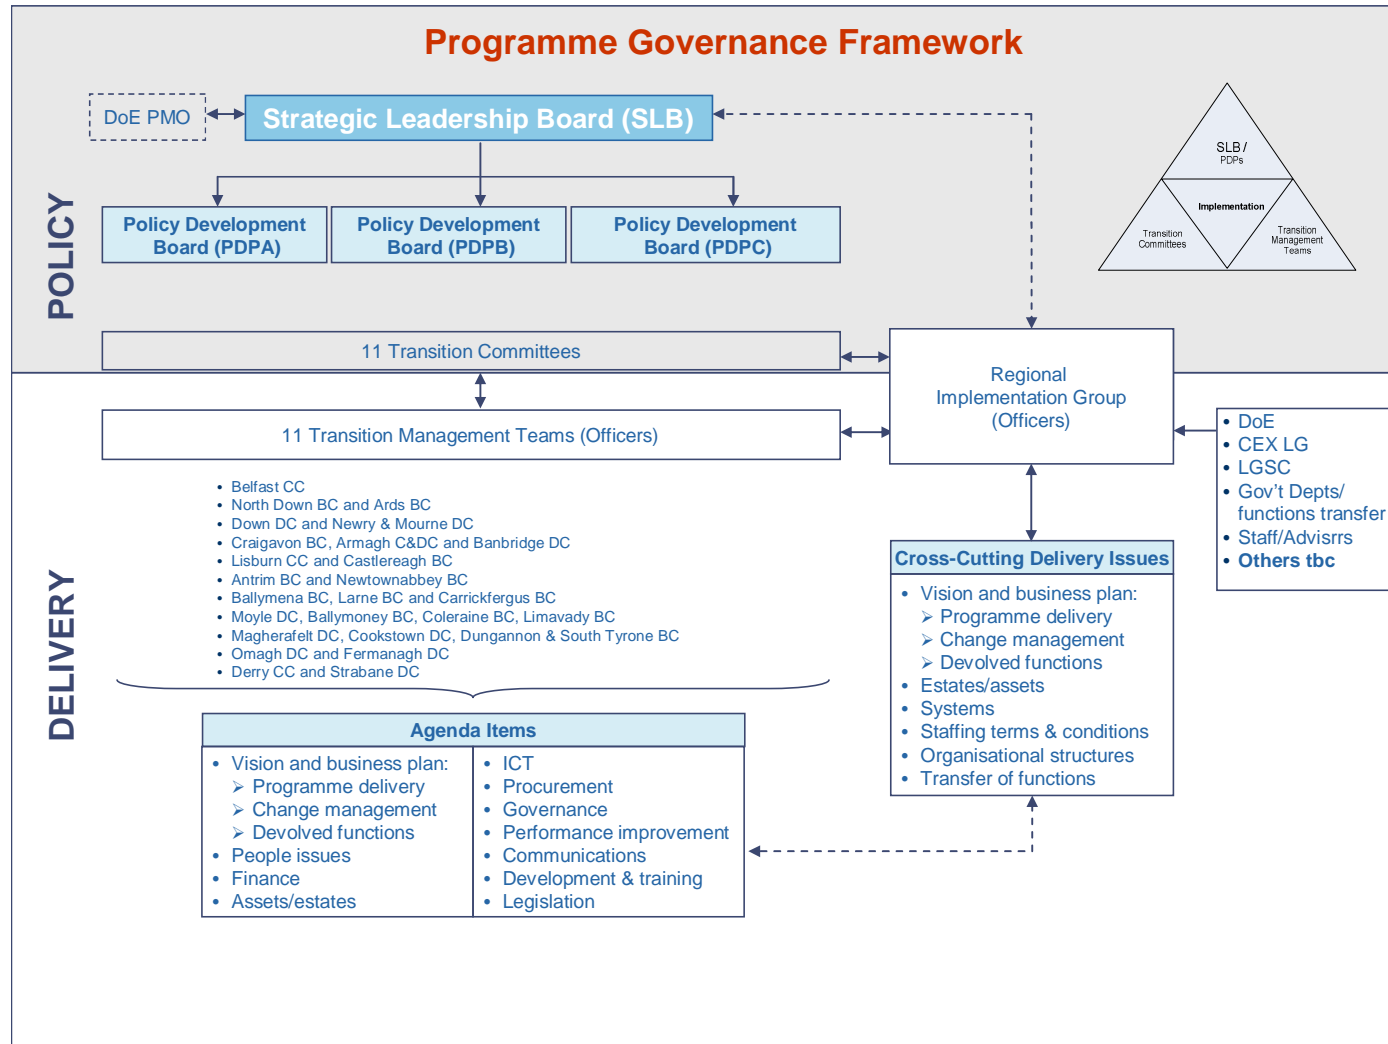 Programme Governance Framework
DoE PMO
Strategic Leadership Board (SLB)
SLB /
PDPs
Implementation
Transition
Committees
Transition
Management
Teams
POLICY
Policy Development
Board (PDPA)
Policy Development
Board (PDPB)
Policy Development
Board (PDPC)
11 Transition Committees
Regional
Implementation Group
(Officers)
11 Transition Management Teams (Officers)
• DoE
• CEX LG
• LGSC
• Gov't Depts/
functions transfer
• Staff/Advisrrs
• Others tbc
DELIVERY
• Belfast CC
• North Down BC and Ards BC
• Down DC and Newry & Mourne DC
• Craigavon BC, Armagh C&DC and Banbridge DC
• Lisburn CC and Castlereagh BC
• Antrim BC and Newtownabbey BC
• Ballymena BC, Larne BC and Carrickfergus BC
• Moyle DC, Ballymoney BC, Coleraine BC, Limavady BC
• Magherafelt DC, Cookstown DC, Dungannon & South Tyrone BC
• Omagh DC and Fermanagh DC
• Derry CC and Strabane DC
Cross-Cutting Delivery Issues
• Vision and business plan:
➢ Programme delivery
➢ Change management
➢ Devolved functions
• Estates/assets
• Systems
• Staffing terms & conditions
• Organisational structures
• Transfer of functions
Agenda Items
• Vision and business plan:
➢ Programme delivery
➢ Change management
➢ Devolved functions
• People issues
• Finance
• Assets/estates
• ICT
• Procurement
• Governance
• Performance improvement
• Communications
• Development & training
• Legislation